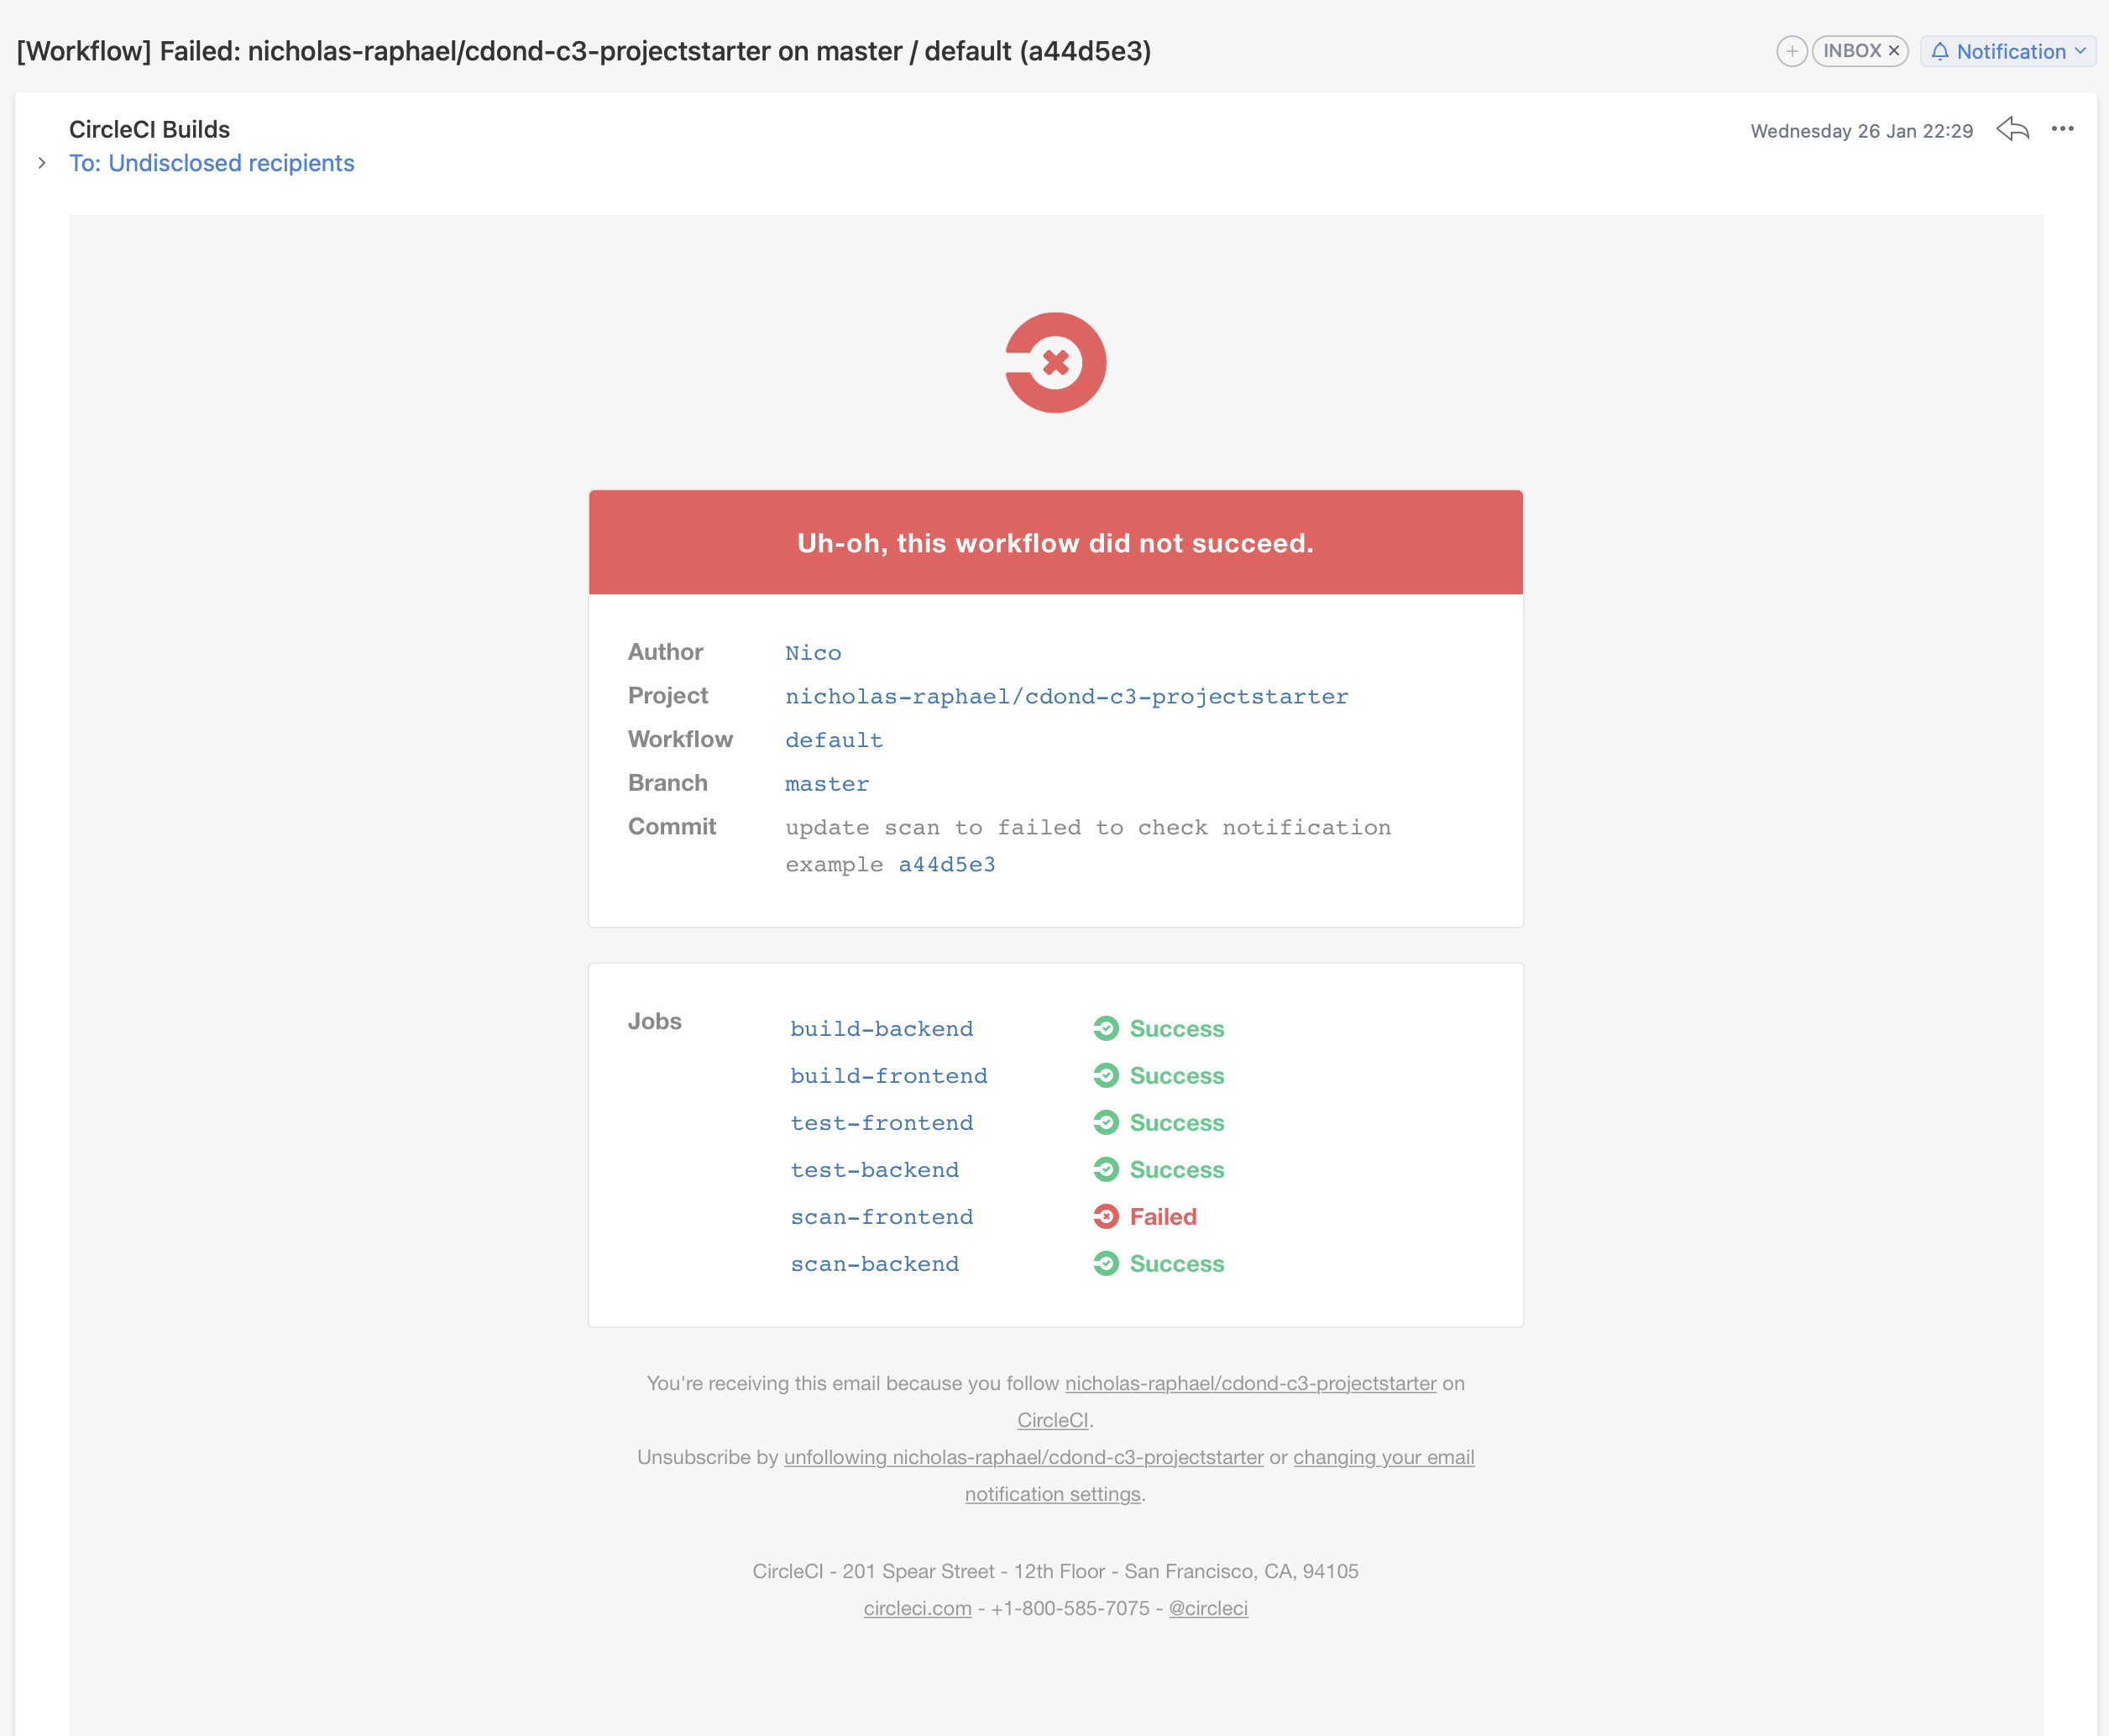 [Workflow] Failed: nicholas-raphael/cdond-c3-projectstarter on master / default (a44d5e3)
INBOX
Notification
CircleCI Builds
Wednesday 26 Jan 22:29
To: Undisclosed recipients
Uh-oh, this workflow did not succeed.
Author Nico
Project nicholas-raphael/cdond-c3-projectstarter
Workflow default
Branch master
Commit update scan to failed to check notification
example a44d5e3
Jobs build-backend Success
build-frontend Success
test-frontend Success
test-backend Success
scan-frontend Failed
scan-backend Success
You're receiving this email because you follow nicholas-raphael/cdond-c3-projectstarter on
CircleCI.
Unsubscribe by unfollowing nicholas-raphael/cdond-c3-projectstarter or changing your email
notification settings.
CircleCI - 201 Spear Street - 12th Floor - San Francisco, CA, 94105
circleci.com - +1-800-585-7075 - @circleci